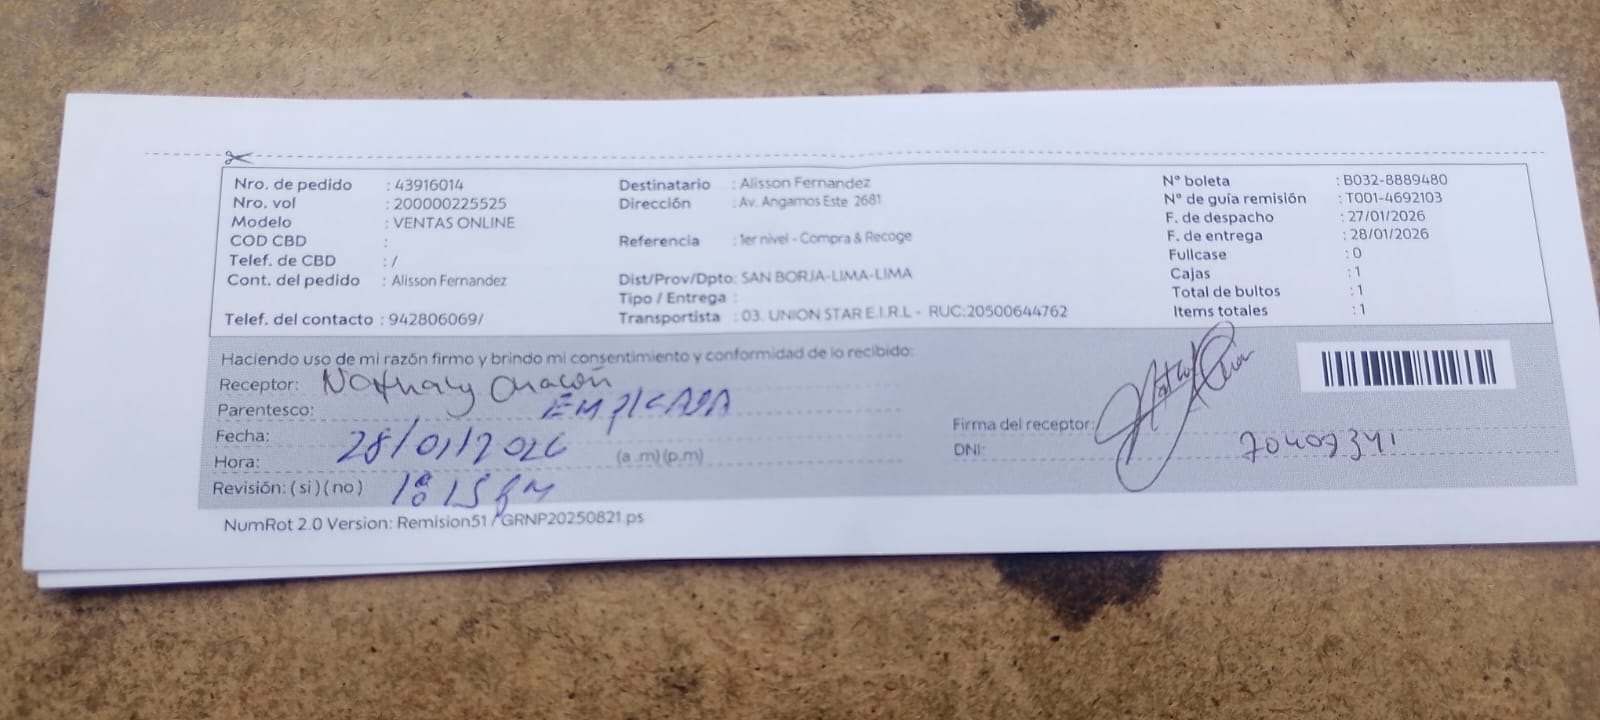 Nro. de pedido : 43916014
Nro. vol : 200000225525
Modelo : VENTAS ONLINE
COD CBD :
Telef. de CBD : /
Cont. del pedido : Alisson Fernandez
Telef. del contacto : 942806069/
Destinatario : Alisson Fernandez
Dirección : Av. Angamos Este 2681
Referencia : 1er nivel - Compra & Recoge
Dist/Prov/Dpto: SAN BORJA-LIMA-LIMA
Tipo / Entrega :
Transportista : 03. UNION STAR E.I.R.L - RUC:20500644762
N° boleta : B032-8889480
N° de guía remisión : T001-4692103
F. de despacho : 27/01/2026
F. de entrega : 28/01/2026
Fullcase : 0
Cajas : 1
Total de bultos : 1
Items totales : 1
Haciendo uso de mi razón firmo y brindo mi consentimiento y conformidad de lo recibido:
Receptor: Nathaly Chacón
Parentesco: EMPLEADA
Fecha: 28/01/2026
Hora: (a .m) (p.m)
Revisión: ( si ) ( no )
Firma del receptor:
DNI: 70407341
NumRot 2.0 Version: Remision51 / GRNP20250821.ps